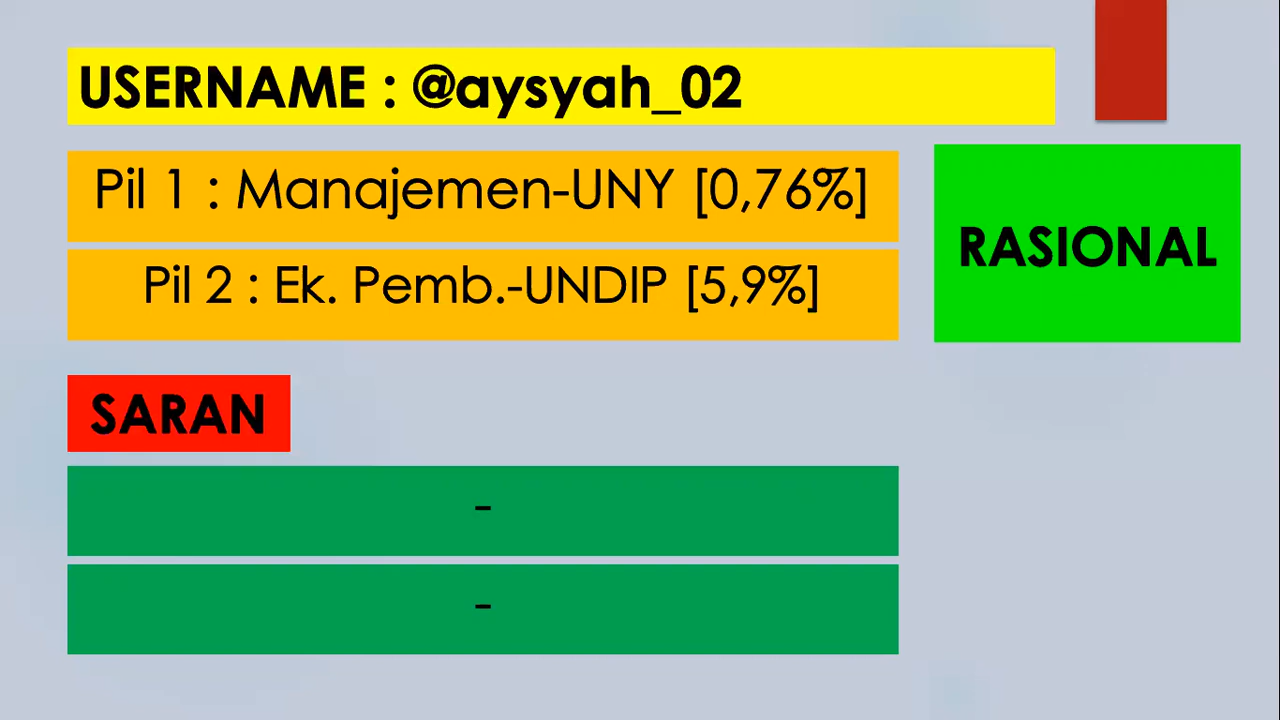 USERNAME : @aysyah_02
Pil 1 : Manajemen-UNY [0,76%]
Pil 2 : Ek. Pemb.-UNDIP [5,9%]
RASIONAL
SARAN
-
-